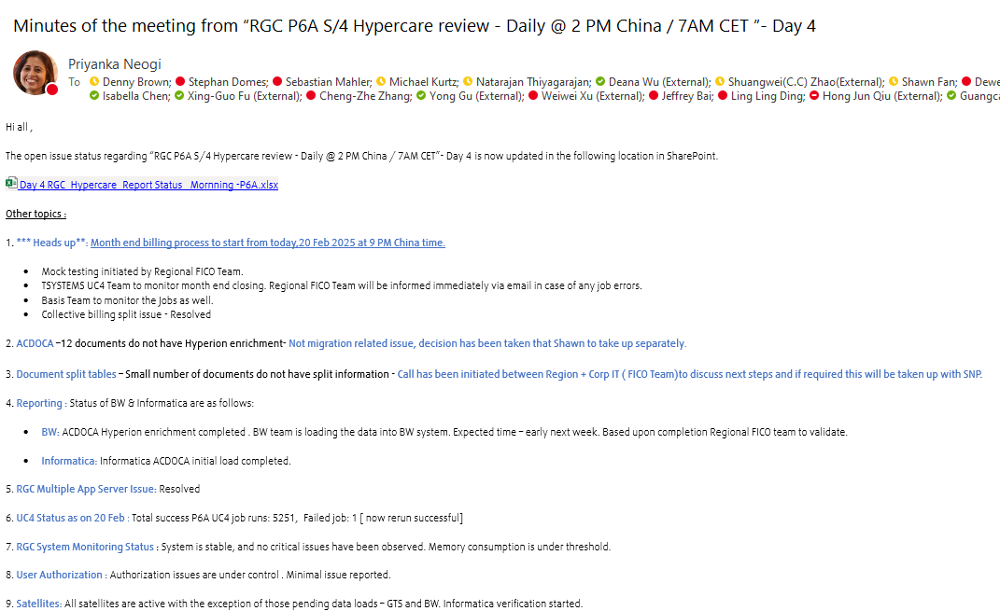 Minutes of the meeting from “RGC P6A S/4 Hypercare review - Daily @ 2 PM China / 7AM CET ”- Day 4
Priyanka Neogi
To Denny Brown; Stephan Domes; Sebastian Mahler; Michael Kurtz; Natarajan Thiyagarajan; Deana Wu (External); Shuangwei(C.C) Zhao(External); Shawn Fan; Dewe
Isabella Chen; Xing-Guo Fu (External); Cheng-Zhe Zhang; Yong Gu (External); Weiwei Xu (External); Jeffrey Bai; Ling Ling Ding; Hong Jun Qiu (External); Guangca
Hi all ,
The open issue status regarding “RGC P6A S/4 Hypercare review - Daily @ 2 PM China / 7AM CET”- Day 4 is now updated in the following location in SharePoint.
Day 4 RGC_Hypercare_Report Status_ Mornning -P6A.xlsx
Other topics :
1. *** Heads up**: Month end billing process to start from today,20 Feb 2025 at 9 PM China time.
• Mock testing initiated by Regional FICO Team.
• TSYSTEMS UC4 Team to monitor month end closing. Regional FICO Team will be informed immediately via email in case of any job errors.
• Basis Team to monitor the Jobs as well.
• Collective billing split issue - Resolved
2. ACDOCA –12 documents do not have Hyperion enrichment- Not migration related issue, decision has been taken that Shawn to take up separately.
3. Document split tables – Small number of documents do not have split information - Call has been initiated between Region + Corp IT ( FICO Team)to discuss next steps and if required this will be taken up with SNP.
4. Reporting : Status of BW & Informatica are as follows:
• BW: ACDOCA Hyperion enrichment completed . BW team is loading the data into BW system. Expected time – early next week. Based upon completion Regional FICO team to validate.
• Informatica: Informatica ACDOCA initial load completed.
5. RGC Multiple App Server Issue: Resolved
6. UC4 Status as on 20 Feb : Total success P6A UC4 job runs: 5251, Failed job: 1 [ now rerun successful]
7. RGC System Monitoring Status : System is stable, and no critical issues have been observed. Memory consumption is under threshold.
8. User Authorization : Authorization issues are under control . Minimal issue reported.
9. Satellites: All satellites are active with the exception of those pending data loads – GTS and BW. Informatica verification started.